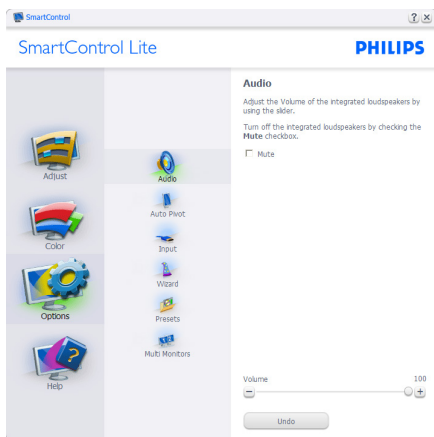 SmartControl
SmartControl Lite
PHILIPS
Adjust
Color
Options
Help
Audio
Auto Pivot
Input
Wizard
Presets
Multi Monitors
Audio
Adjust the Volume of the integrated loudspeakers by
using the slider.
Turn off the integrated loudspeakers by checking the
Mute checkbox.
Mute
Volume 100
Undo